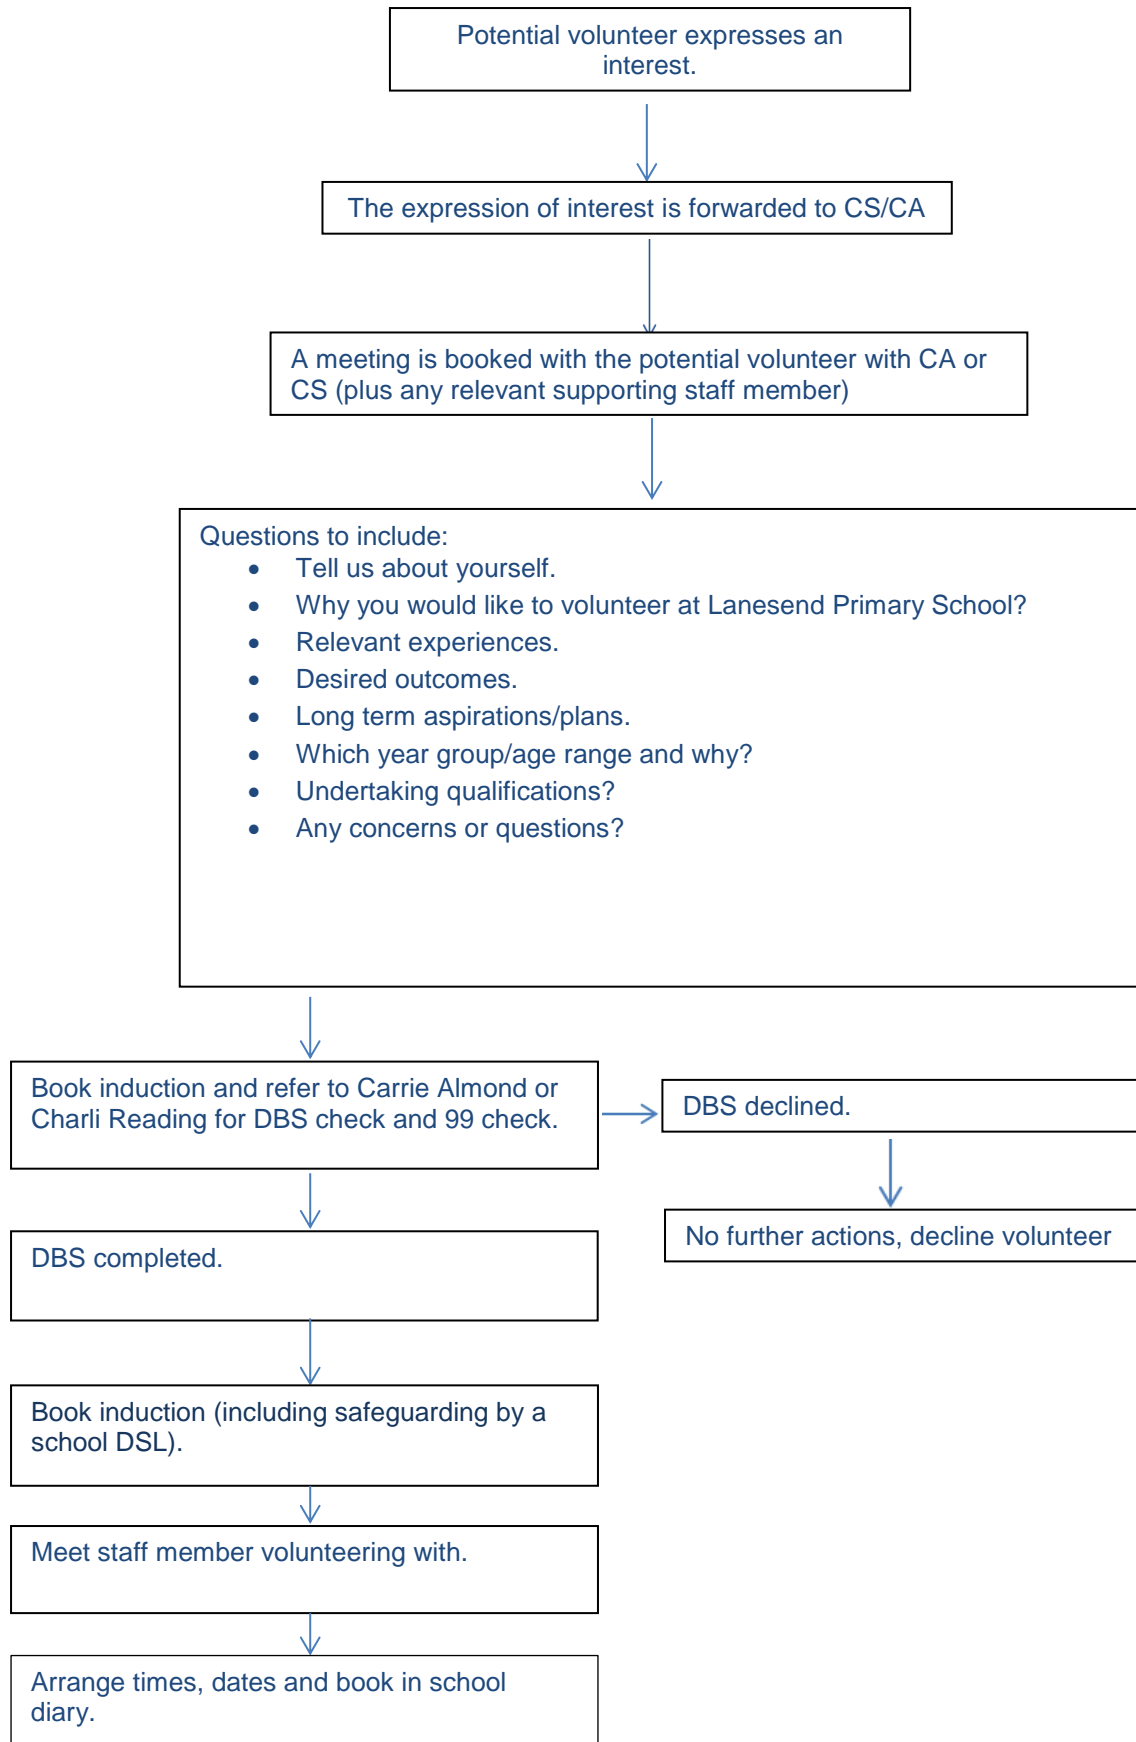 Potential volunteer expresses an
interest.
The expression of interest is forwarded to CS/CA
A meeting is booked with the potential volunteer with CA or
CS (plus any relevant supporting staff member)
Questions to include:
• Tell us about yourself.
• Why you would like to volunteer at Lanesend Primary School?
• Relevant experiences.
• Desired outcomes.
• Long term aspirations/plans.
• Which year group/age range and why?
• Undertaking qualifications?
• Any concerns or questions?
Book induction and refer to Carrie Almond or
Charli Reading for DBS check and 99 check.
DBS declined.
No further actions, decline volunteer
DBS completed.
Book induction (including safeguarding by a
school DSL).
Meet staff member volunteering with.
Arrange times, dates and book in school
diary.